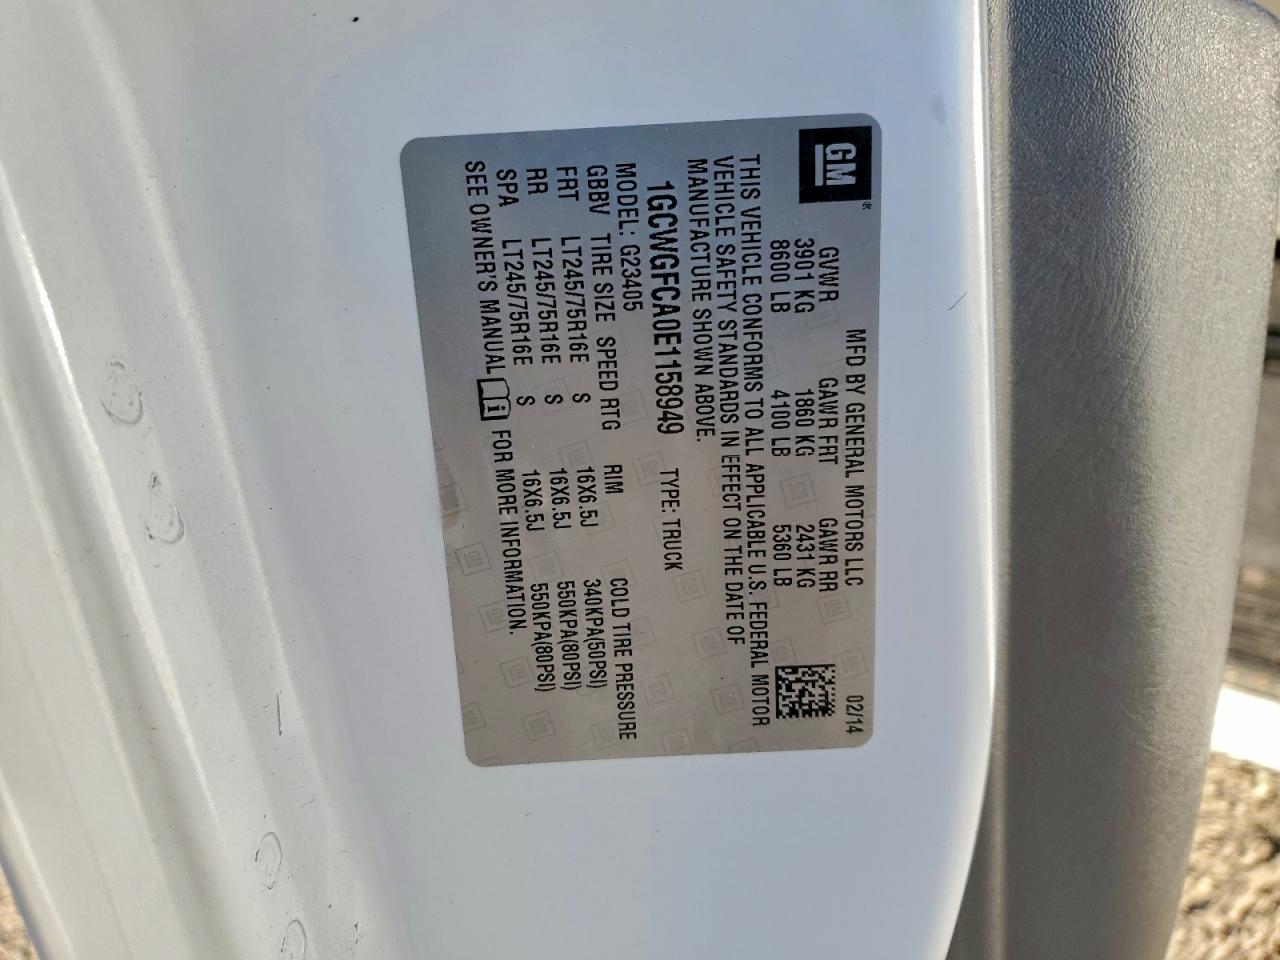 GM®
MFD BY GENERAL MOTORS LLC 02/14
GVWR GAWR FRT GAWR RR
3901 KG 1860 KG 2431 KG
8600 LB 4100 LB 5360 LB
THIS VEHICLE CONFORMS TO ALL APPLICABLE U.S. FEDERAL MOTOR
VEHICLE SAFETY STANDARDS IN EFFECT ON THE DATE OF
MANUFACTURE SHOWN ABOVE.
1GCWGFCA0E1158949 TYPE: TRUCK
MODEL: G23405
GBBV TIRE SIZE SPEED RTG RIM COLD TIRE PRESSURE
FRT LT245/75R16E S 16X6.5J 340KPA(50PSI)
RR LT245/75R16E S 16X6.5J 550KPA(80PSI)
SPA LT245/75R16E S 16X6.5J 550KPA(80PSI)
SEE OWNER'S MANUAL FOR MORE INFORMATION.